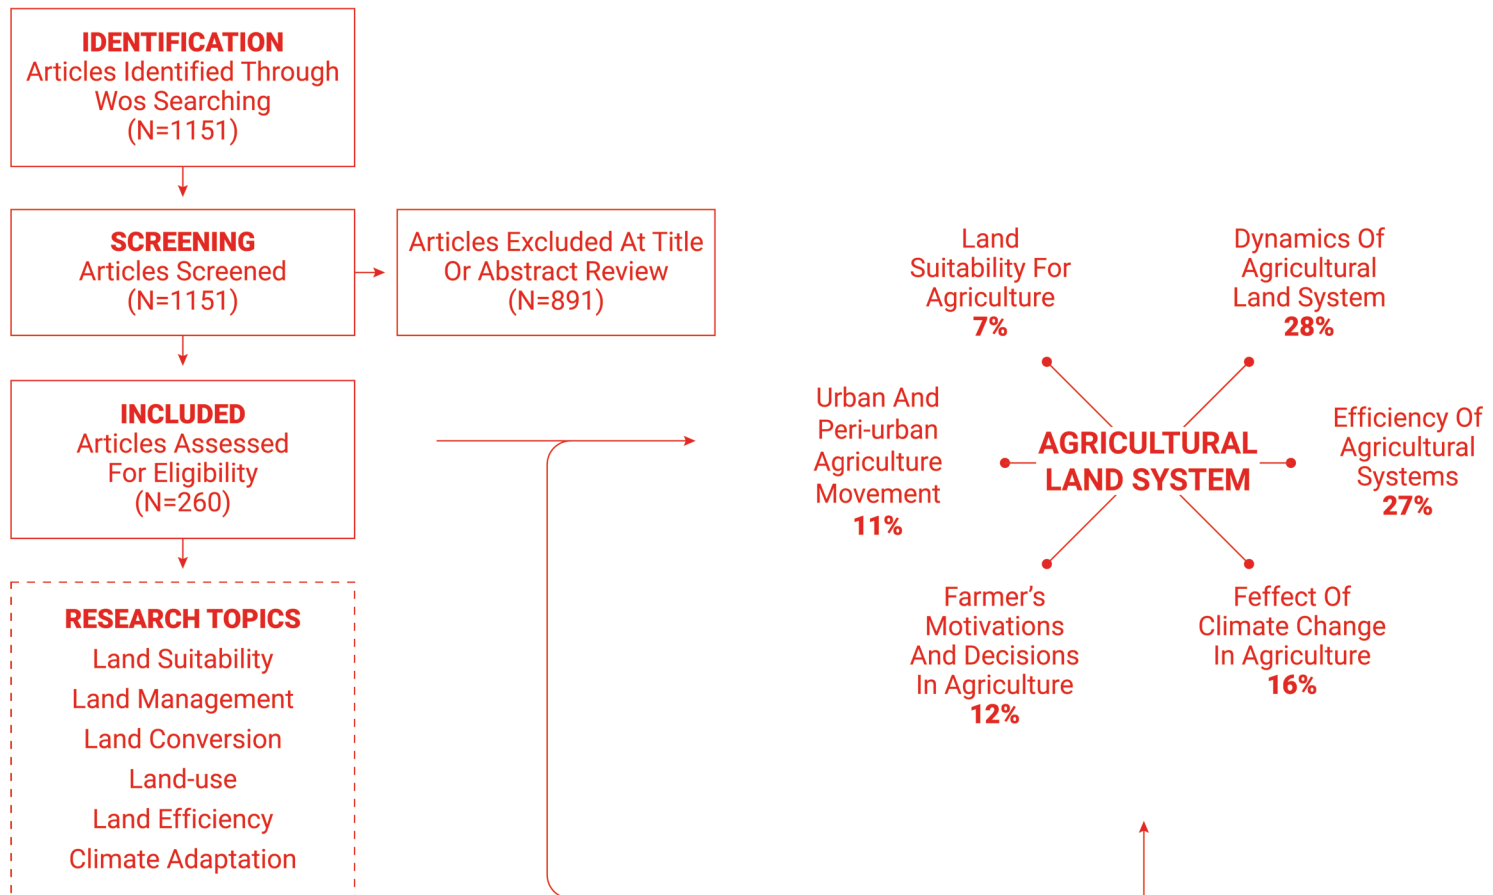 IDENTIFICATION
Articles Identified Through
Wos Searching
(N=1151)
SCREENING
Articles Screened
(N=1151)
Articles Excluded At Title
Or Abstract Review
(N=891)
INCLUDED
Articles Assessed
For Eligibility
(N=260)
RESEARCH TOPICS
Land Suitability
Land Management
Land Conversion
Land-use
Land Efficiency
Climate Adaptation
Land
Suitability For
Agriculture
7%
Dynamics Of
Agricultural
Land System
28%
Urban And
Peri-urban
Agriculture
Movement
11%
AGRICULTURAL
LAND SYSTEM
Efficiency Of
Agricultural
Systems
27%
Farmer’s
Motivations
And Decisions
In Agriculture
12%
Feffect Of
Climate Change
In Agriculture
16%